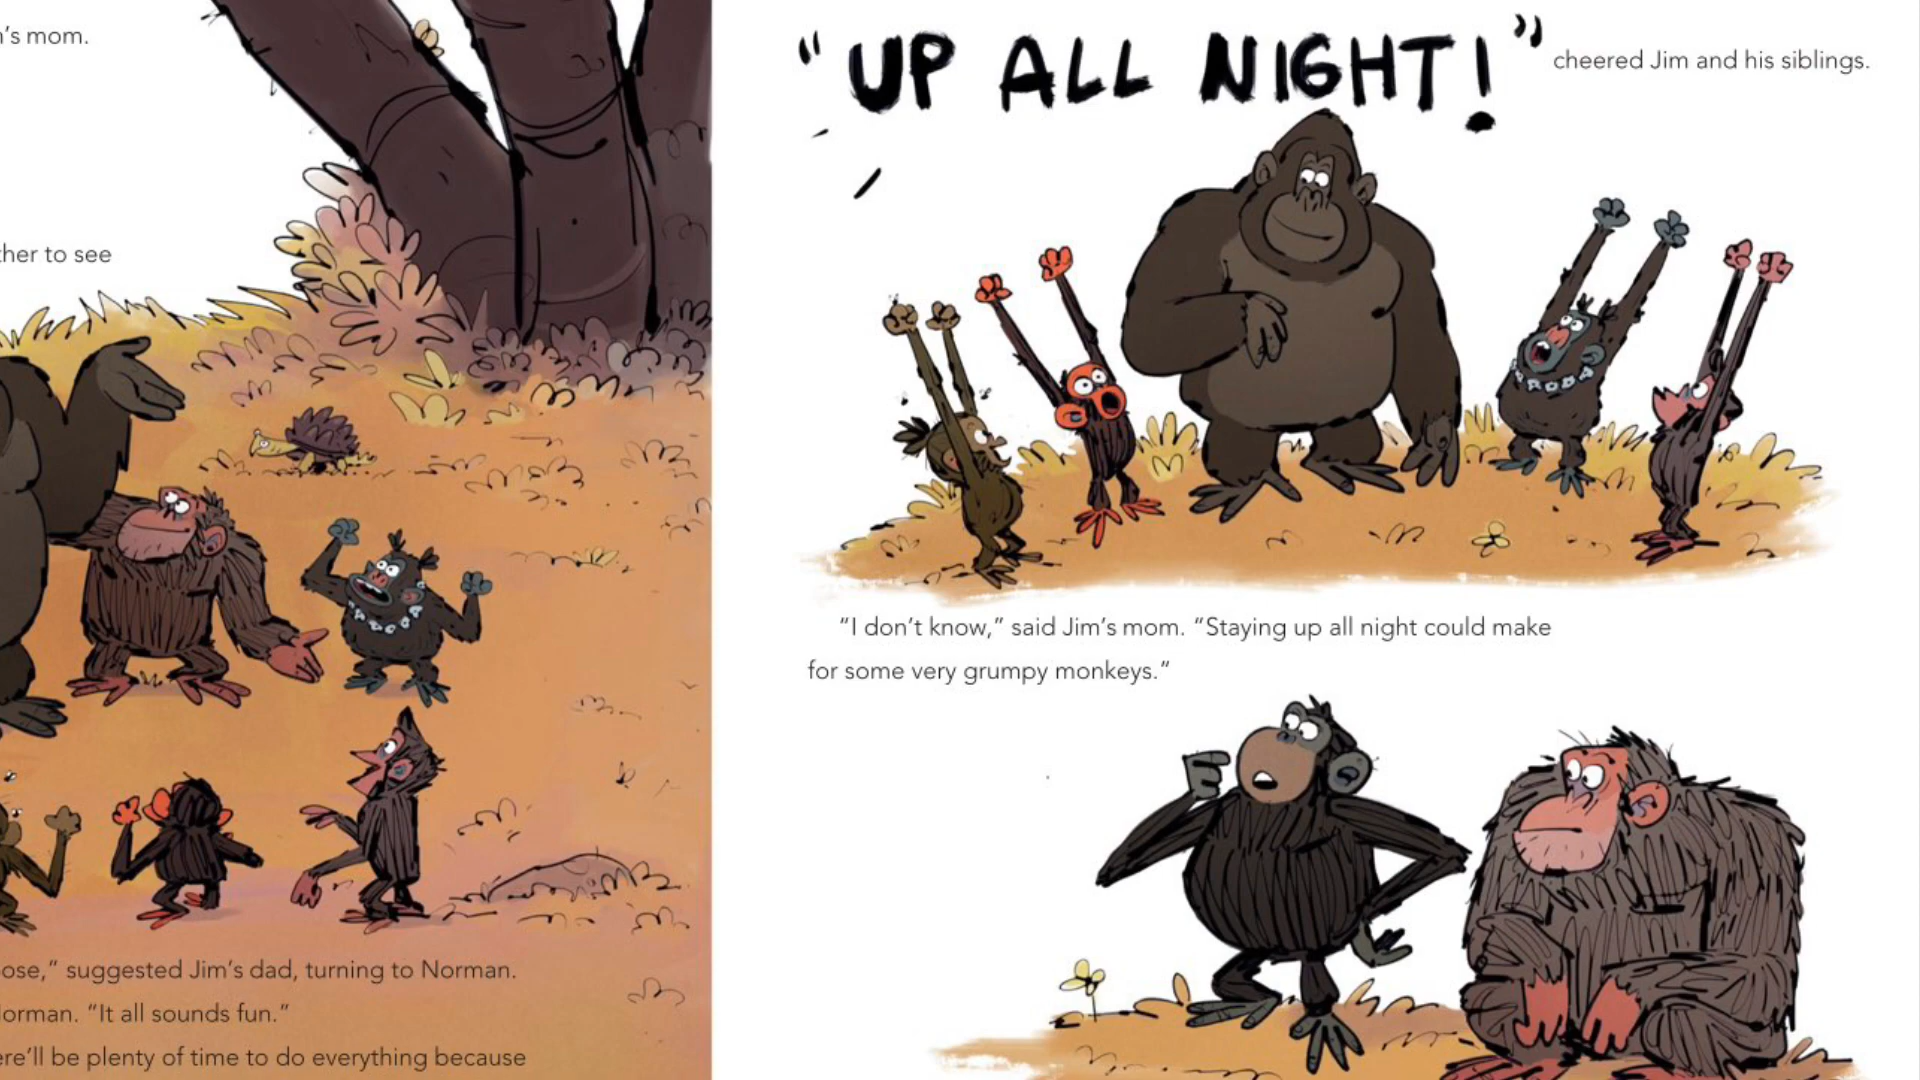 's mom.
ther to see
ose,” suggested Jim’s dad, turning to Norman.
Norman. “It all sounds fun.”
ere’ll be plenty of time to do everything because
“UP ALL NIGHT!” cheered Jim and his siblings.
“I don’t know,” said Jim’s mom. “Staying up all night could make
for some very grumpy monkeys.”